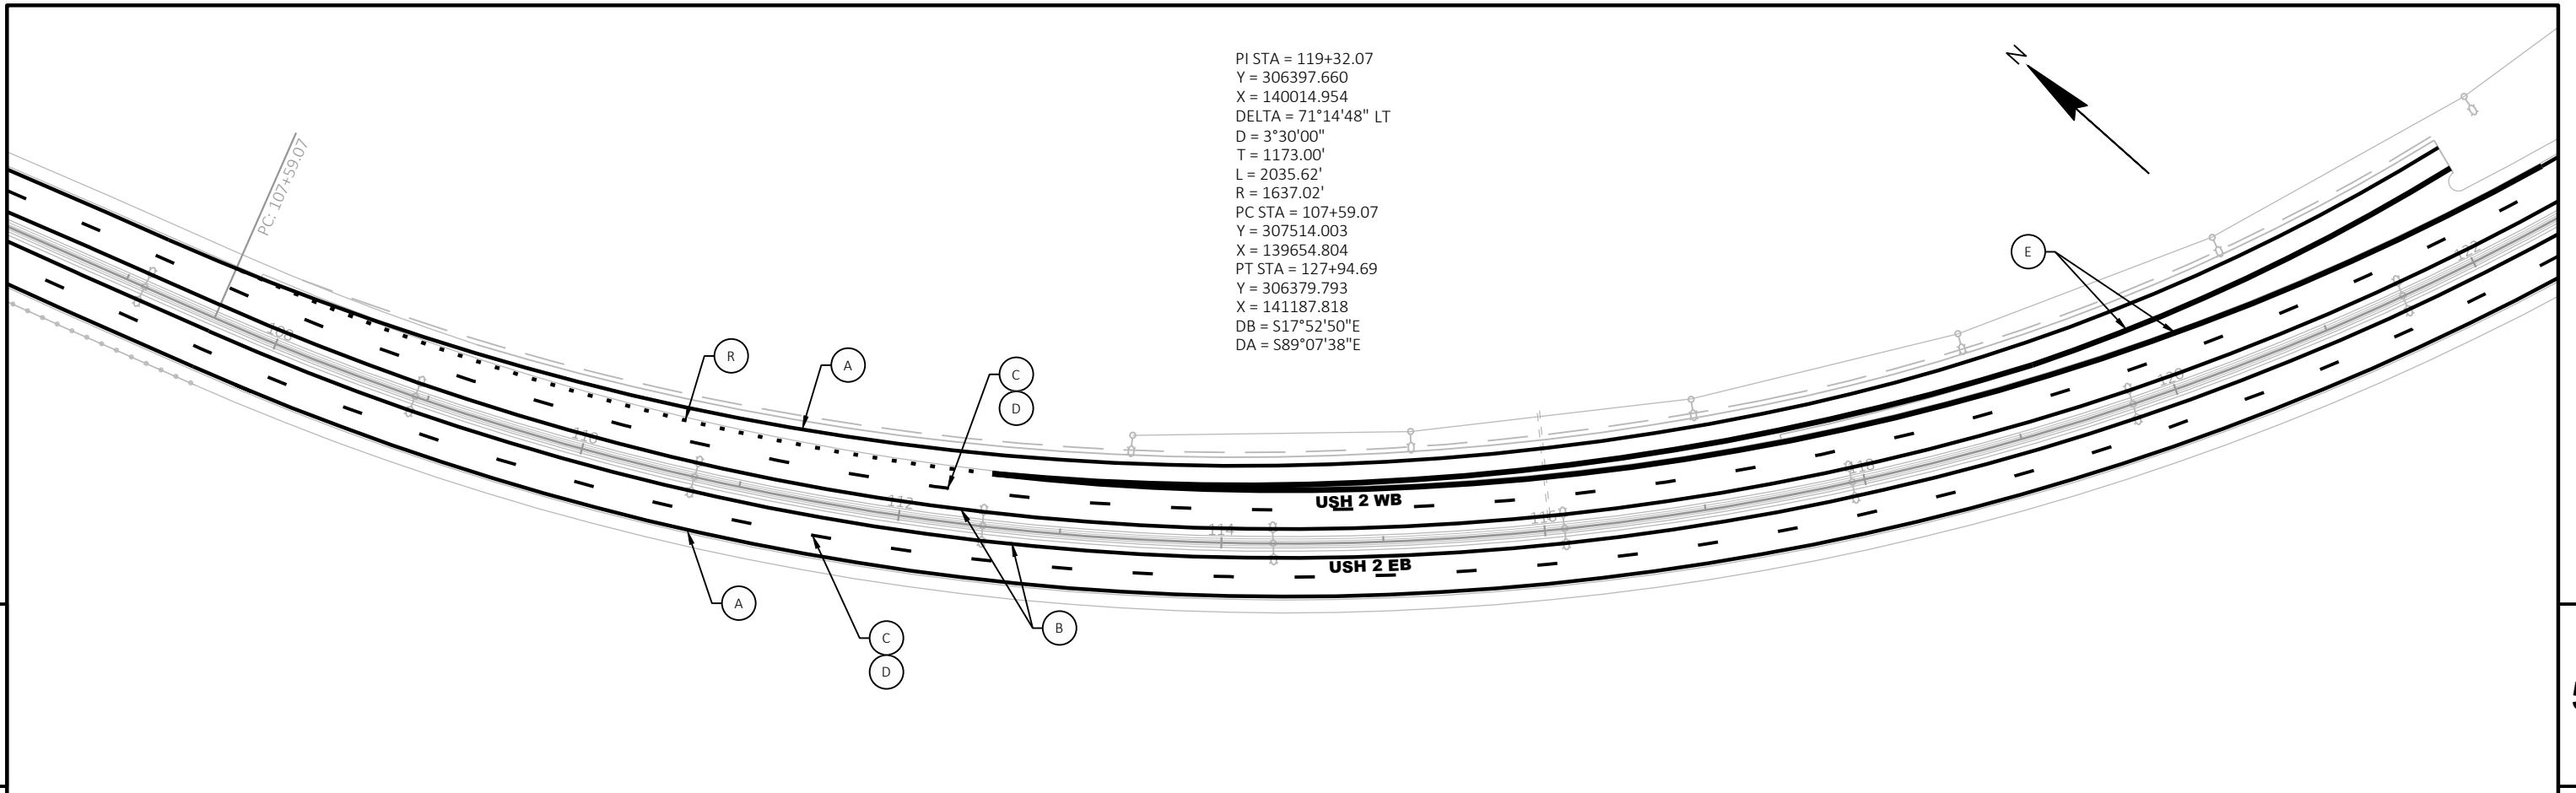 N
PI STA = 119+32.07
Y = 306397.660
X = 140014.954
DELTA = 71°14'48" LT
D = 3°30'00"
T = 1173.00'
L = 2035.62'
R = 1637.02'
PC STA = 107+59.07
Y = 307514.003
X = 139654.804
PT STA = 127+94.69
Y = 306379.793
X = 141187.818
DB = S17°52'50"E
DA = S89°07'38"E
PC: 107+59.07
E
R
A
C
D
108
110
112
114
116
118
120
122
USH 2 WB
USH 2 EB
A
C
D
B